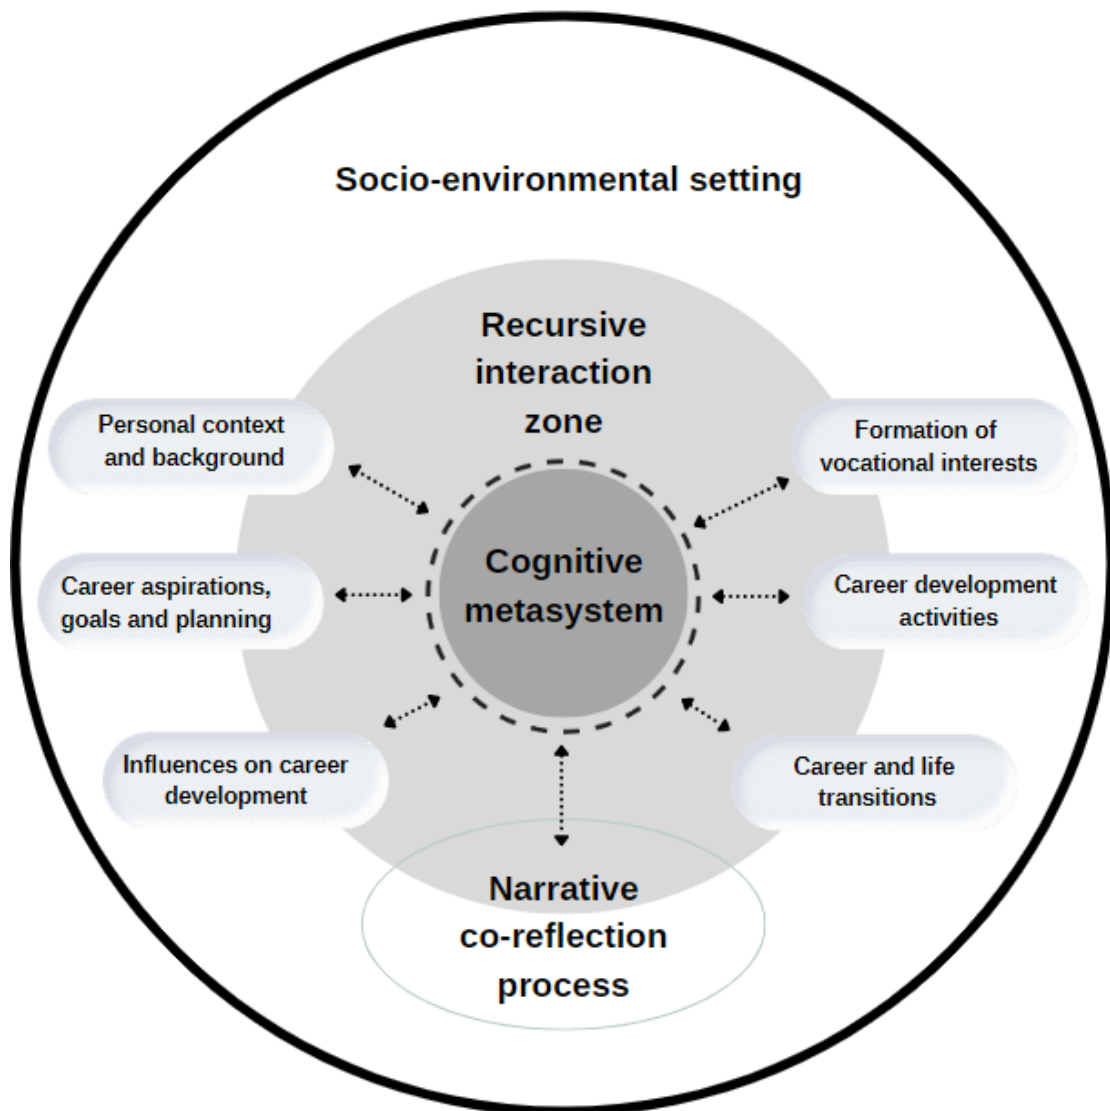 Socio-environmental setting
Recursive
interaction
zone
Personal context
and background
Formation of
vocational interests
Cognitive
metasystem
Career aspirations,
goals and planning
Career development
activities
Influences on career
development
Career and life
transitions
Narrative
co-reflection
process